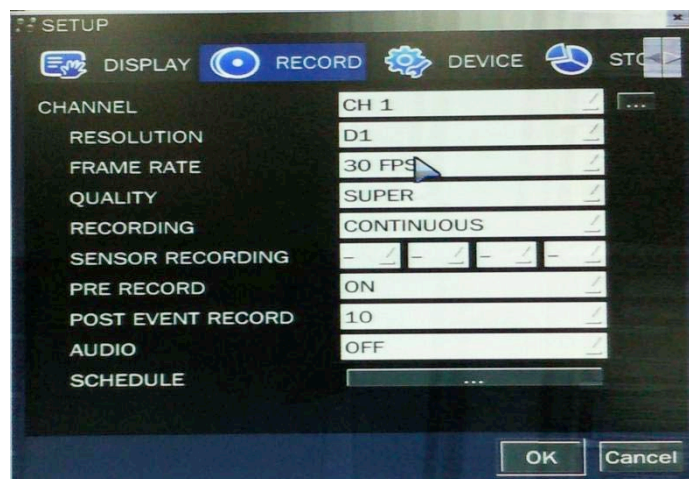 SETUP
DISPLAY RECORD DEVICE
CHANNEL CH 1 ...
RESOLUTION D1
FRAME RATE 30 FPS
QUALITY SUPER
RECORDING CONTINUOUS
SENSOR RECORDING - - - -
PRE RECORD ON
POST EVENT RECORD 10
AUDIO OFF
SCHEDULE ...
OK Cancel